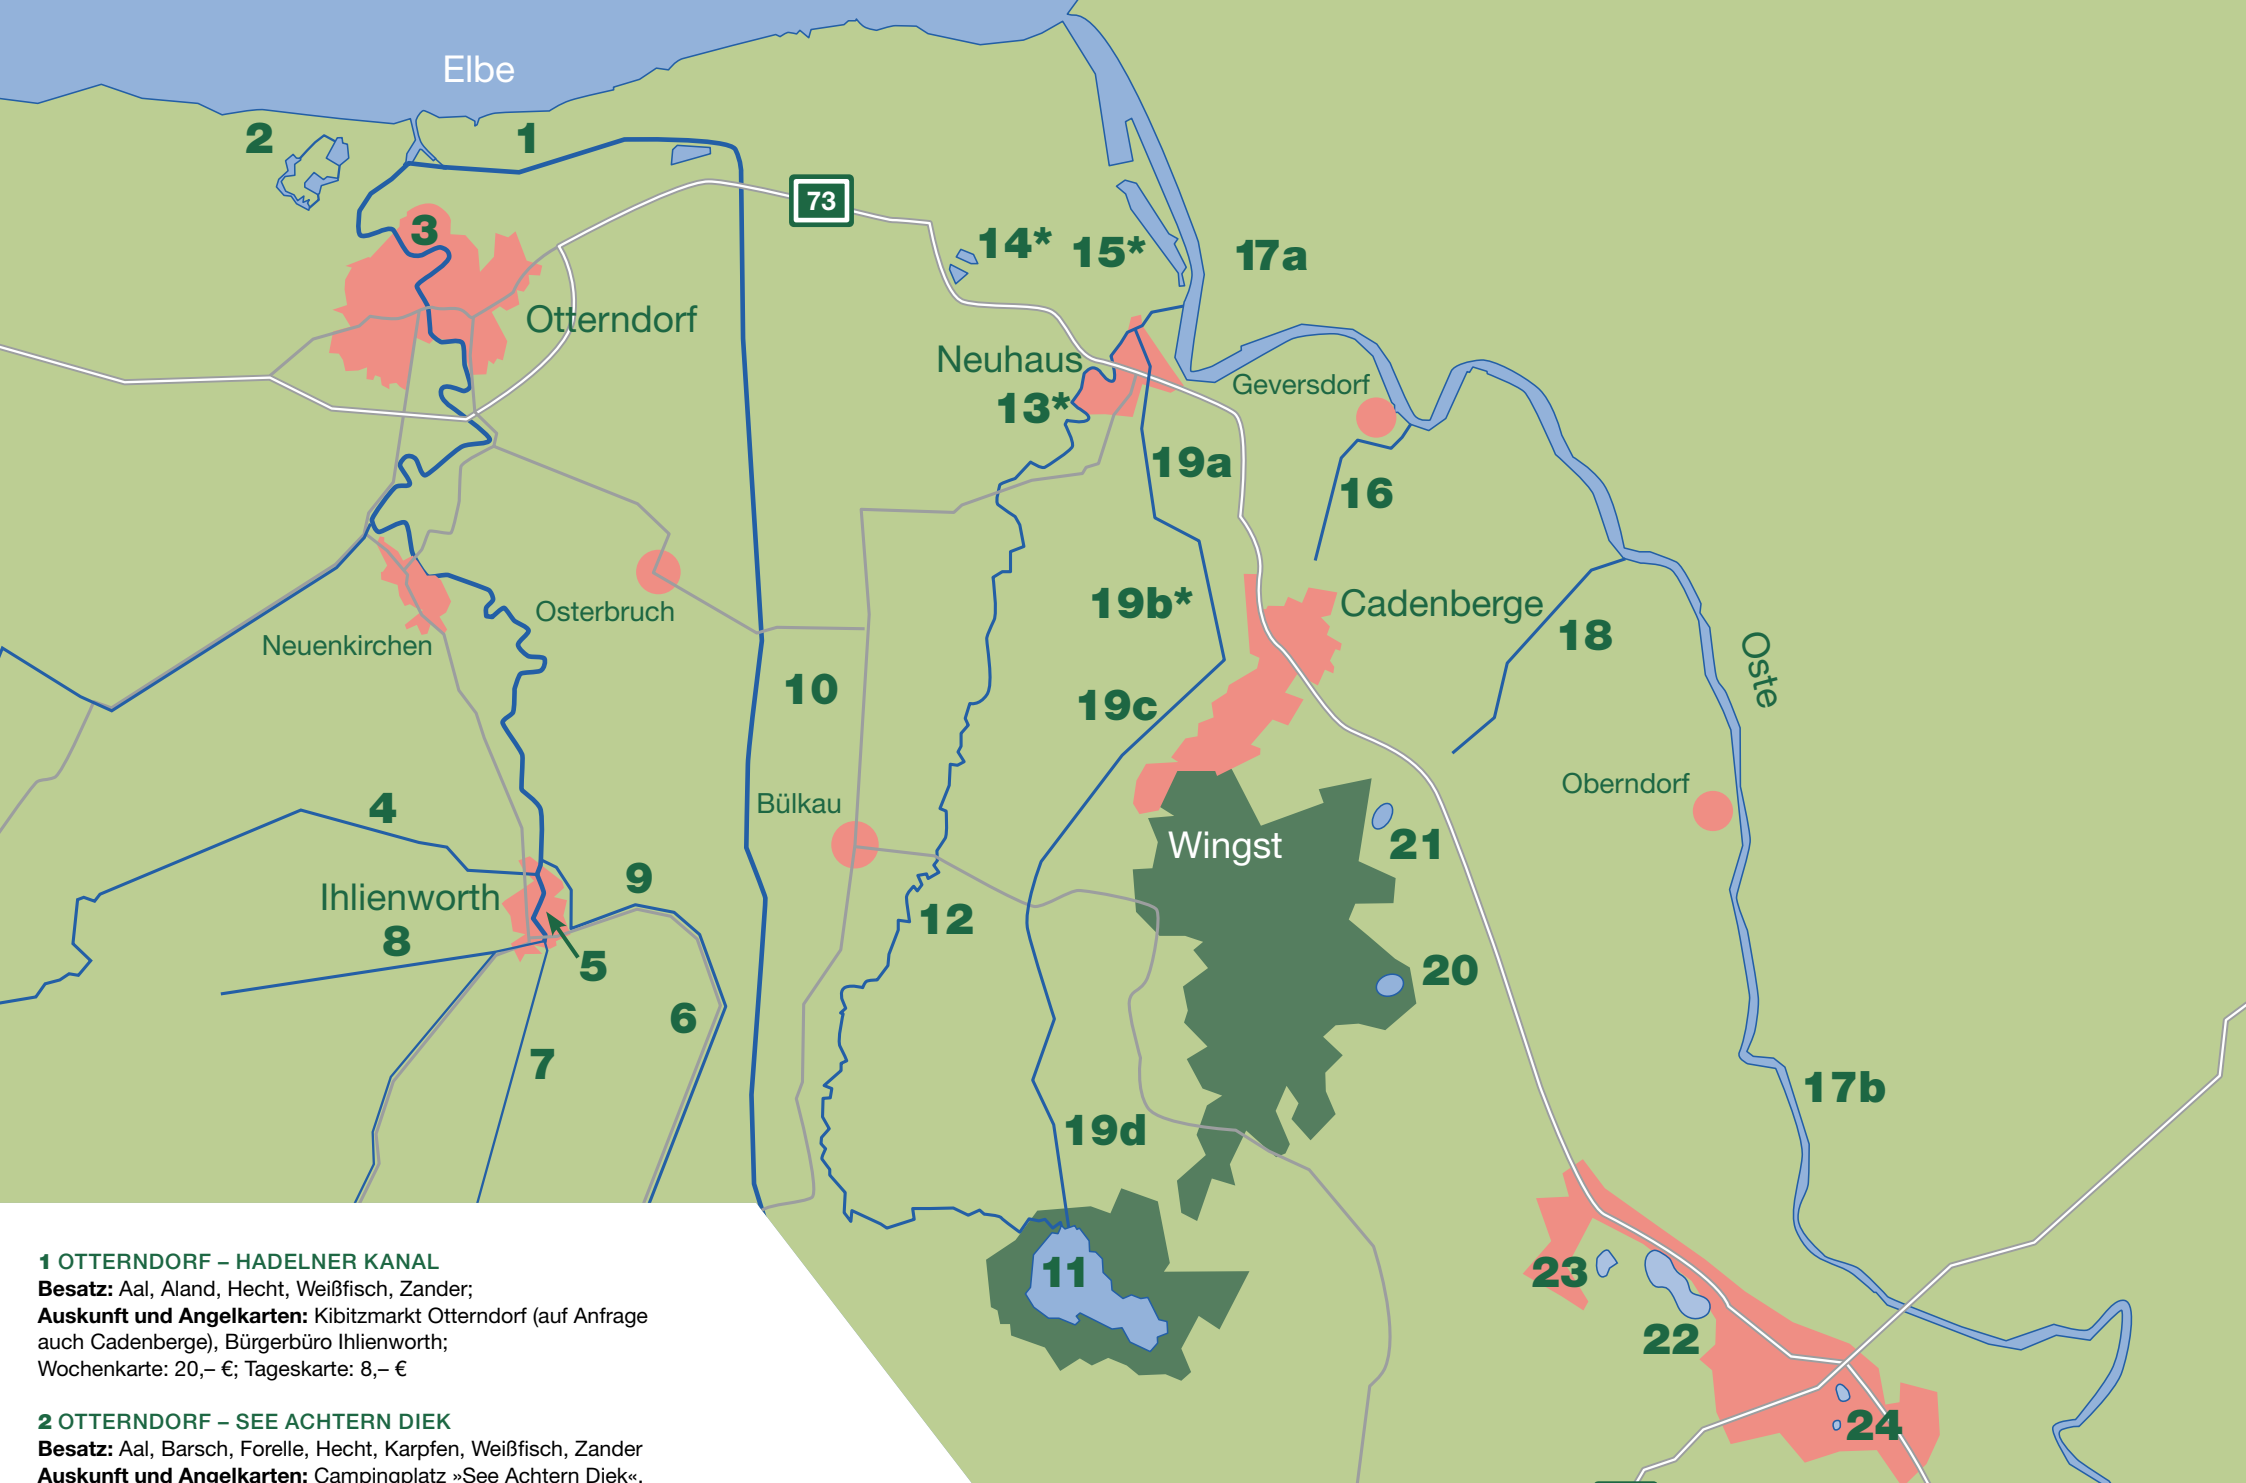 Elbe
2
1
3
73
14*
15*
17a
Otterndorf
Neuhaus
13*
Geversdorf
19a
16
19b*
Cadenberge
Osterbruch
Neuenkirchen
18
Oste
10
19c
4
Bülkau
Oberndorf
Wingst
21
Ihlienworth
9
8
12
5
20
6
7
17b
19d
11
23
22
24
1 OTTERNDORF – HADELNER KANAL
Besatz: Aal, Aland, Hecht, Weißfisch, Zander;
Auskunft und Angelkarten: Kibitzmarkt Otterndorf (auf Anfrage
auch Cadenberge), Bürgerbüro Ihlienworth;
Wochenkarte: 20,– €; Tageskarte: 8,– €
2 OTTERNDORF – SEE ACHTERN DIEK
Besatz: Aal, Barsch, Forelle, Hecht, Karpfen, Weißfisch, Zander
Auskunft und Angelkarten: Campingplatz »See Achtern Diek«,